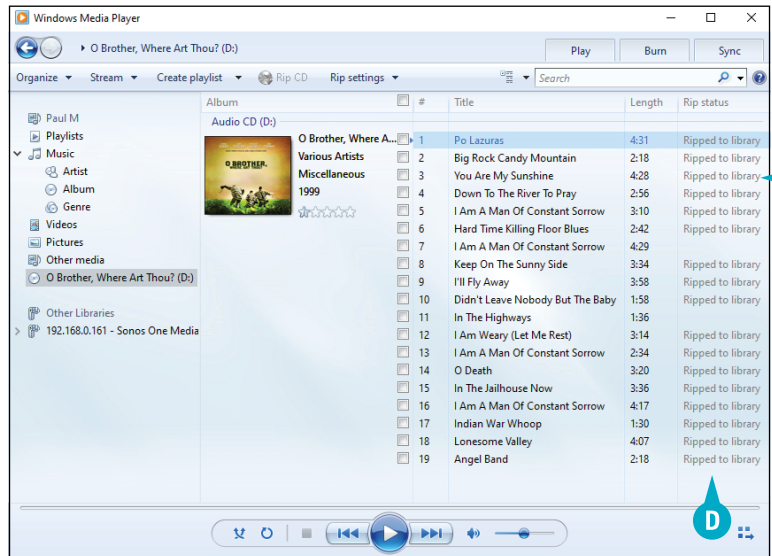 Windows Media Player
O Brother, Where Art Thou? (D:)
Play Burn Sync
Organize Stream Create playlist Rip CD Rip settings Search
Album # Title Length Rip status
Paul M
Playlists
Music
Artist
Album
Genre
Videos
Pictures
Other media
O Brother, Where Art Thou? (D:)
Other Libraries
192.168.0.161 - Sonos One Media
Audio CD (D:)
O BROTHER,
O Brother, Where A...
Various Artists
Miscellaneous
1999
1 Po Lazuras 4:31 Ripped to library
2 Big Rock Candy Mountain 2:18 Ripped to library
3 You Are My Sunshine 4:28 Ripped to library
4 Down To The River To Pray 2:56 Ripped to library
5 I Am A Man Of Constant Sorrow 3:10 Ripped to library
6 Hard Time Killing Floor Blues 2:42 Ripped to library
7 I Am A Man Of Constant Sorrow 4:29
8 Keep On The Sunny Side 3:34 Ripped to library
9 I'll Fly Away 3:58 Ripped to library
10 Didn't Leave Nobody But The Baby 1:58 Ripped to library
11 In The Highways 1:36
12 I Am Weary (Let Me Rest) 3:14 Ripped to library
13 I Am A Man Of Constant Sorrow 2:34 Ripped to library
14 O Death 3:20 Ripped to library
15 In The Jailhouse Now 3:36 Ripped to library
16 I Am A Man Of Constant Sorrow 4:17 Ripped to library
17 Indian War Whoop 1:30 Ripped to library
18 Lonesome Valley 4:07 Ripped to library
19 Angel Band 2:18 Ripped to library
D